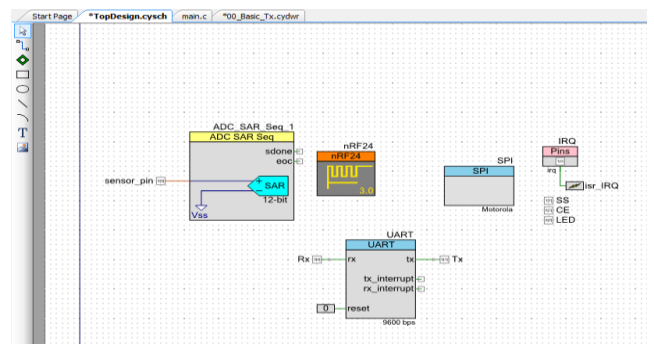 Start Page *TopDesign.cysch main.c *00_Basic_Tx.cydwr
ADC_SAR_Seq_1
ADC SAR Seq
sdone
eoc
sensor_pin
SAR
12-bit
Vss
nRF24
nRF24
3.0
SPI
SPI
Motorola
IRQ
Pins
irq
isr_IRQ
SS
CE
LED
UART
UART
Rx rx tx Tx
tx_interrupt
rx_interrupt
0 reset
9600 bps
T